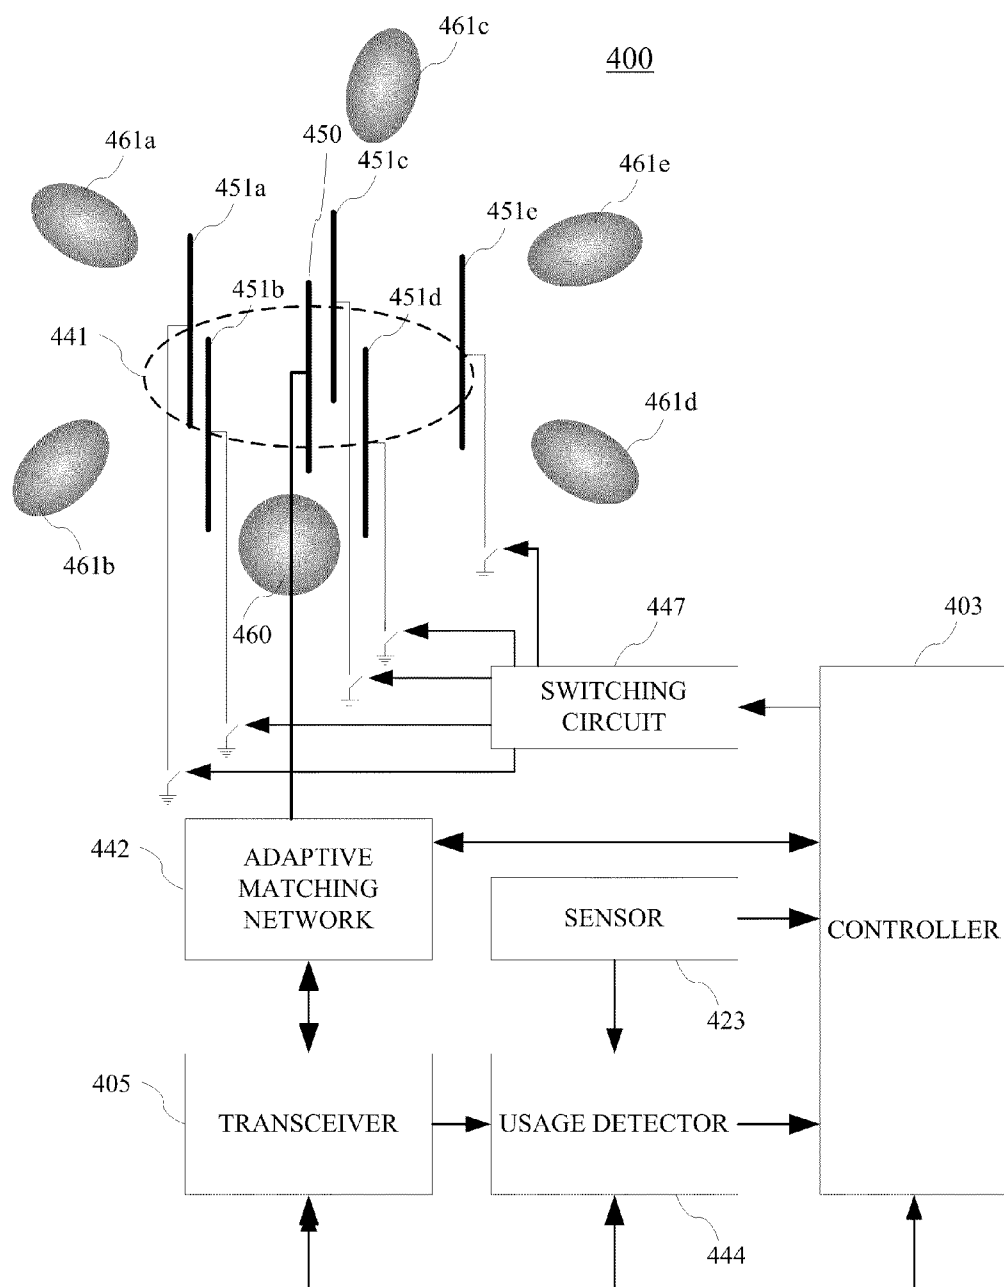 461c
400
450
461a
451c
461e
451a
451e
451b
451d
441
461d
461b
460
447
403
SWITCHING
CIRCUIT
442
ADAPTIVE
MATCHING
NETWORK
SENSOR
CONTROLLER
423
405
TRANSCEIVER
USAGE DETECTOR
444